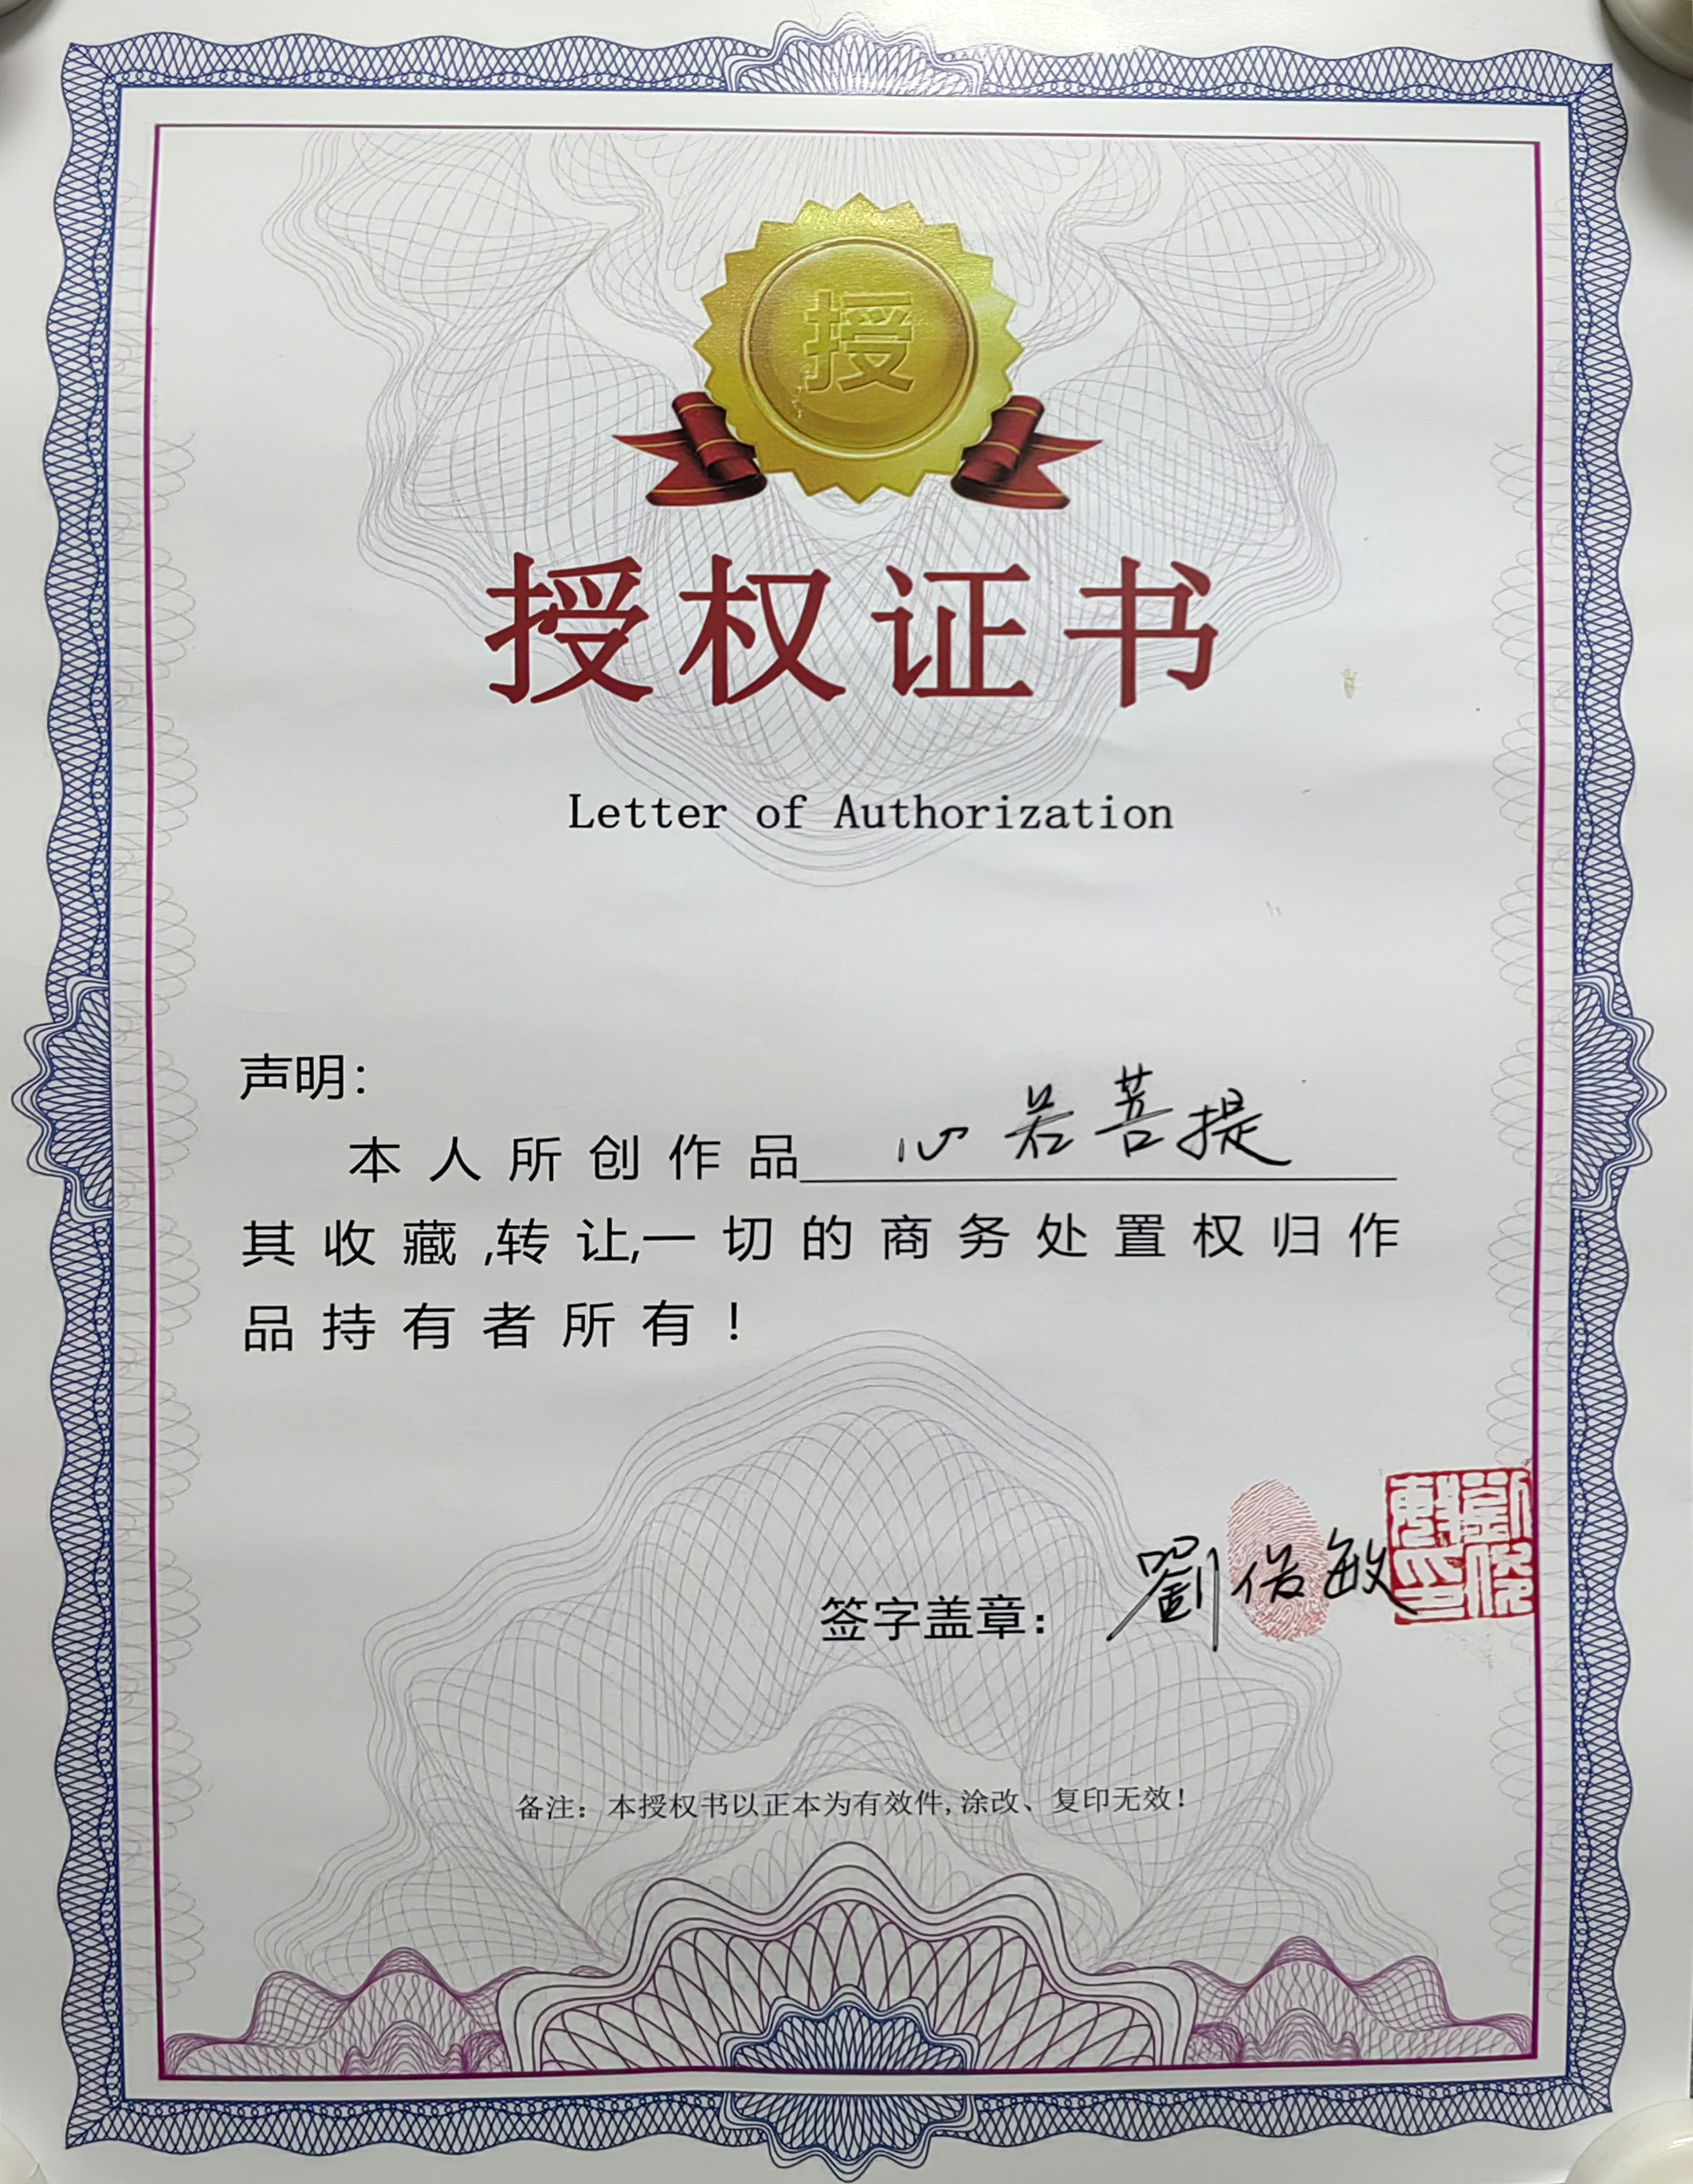 授
授权证书
Letter of Authorization
声明：
本人所创作品 心若菩提
其收藏,转让,一切的商务处置权归作
品持有者所有！
签字盖章： 劉俊敏
备注：本授权书以正本为有效件,涂改、复印无效！